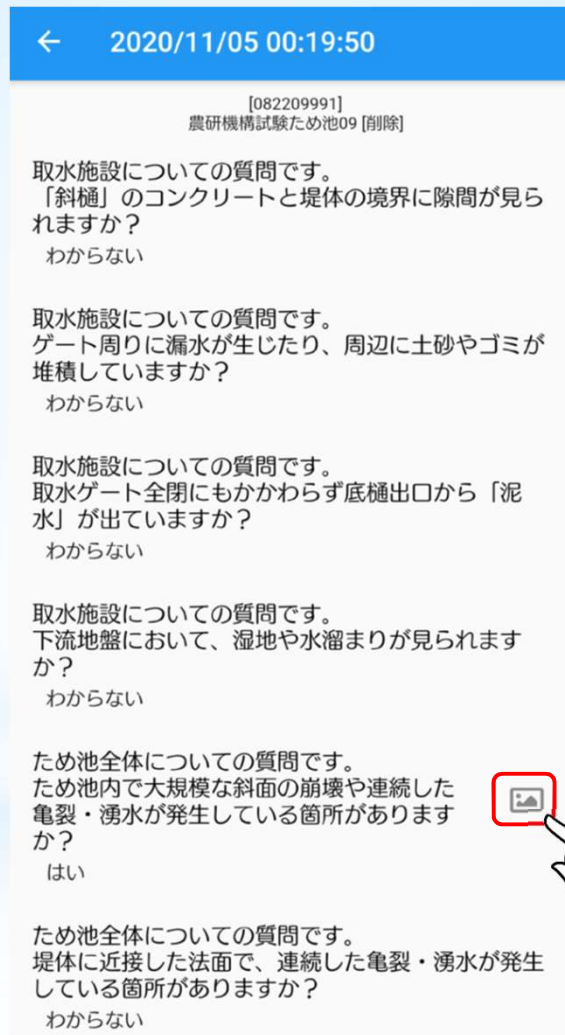 ← 2020/11/05 00:19:50
[082209991]
農研機構試験ため池09 [削除]
取水施設についての質問です。
「斜樋」のコンクリートと堤体の境界に隙間が見ら
れますか？
わからない
取水施設についての質問です。
ゲート周りに漏水が生じたり、周辺に土砂やゴミが
堆積していますか？
わからない
取水施設についての質問です。
取水ゲート全閉にもかかわらず底樋出口から「泥
水」が出ていますか？
わからない
取水施設についての質問です。
下流地盤において、湿地や水溜まりが見られます
か？
わからない
ため池全体についての質問です。
ため池内で大規模な斜面の崩壊や連続した
亀裂・湧水が発生している箇所があります
か？
はい
ため池全体についての質問です。
堤体に近接した法面で、連続した亀裂・湧水が発生
している箇所がありますか？
わからない